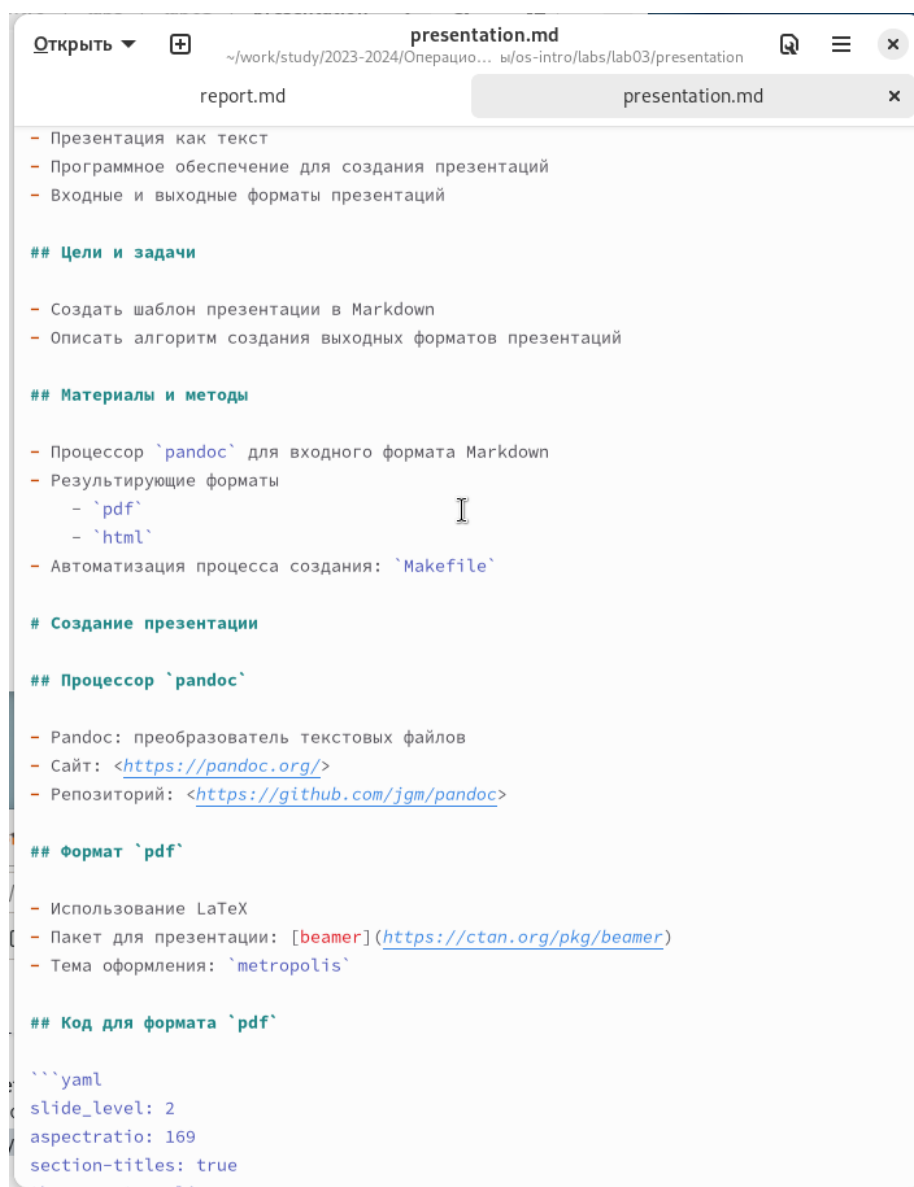 Открыть
presentation.md
~/work/study/2023-2024/Операцио... ы/os-intro/labs/lab03/presentation
report.md
presentation.md
- Презентация как текст
- Программное обеспечение для создания презентаций
- Входные и выходные форматы презентаций
## Цели и задачи
- Создать шаблон презентации в Markdown
- Описать алгоритм создания выходных форматов презентаций
## Материалы и методы
- Процессор `pandoc` для входного формата Markdown
- Результирующие форматы
- `pdf`
- `html`
- Автоматизация процесса создания: `Makefile`
# Создание презентации
## Процессор `pandoc`
- Pandoc: преобразователь текстовых файлов
- Сайт: <https://pandoc.org/>
- Репозиторий: <https://github.com/jgm/pandoc>
## Формат `pdf`
- Использование LaTeX
- Пакет для презентации: [beamer](https://ctan.org/pkg/beamer)
- Тема оформления: `metropolis`
## Код для формата `pdf`
```yaml
slide_level: 2
aspectratio: 169
section-titles: true